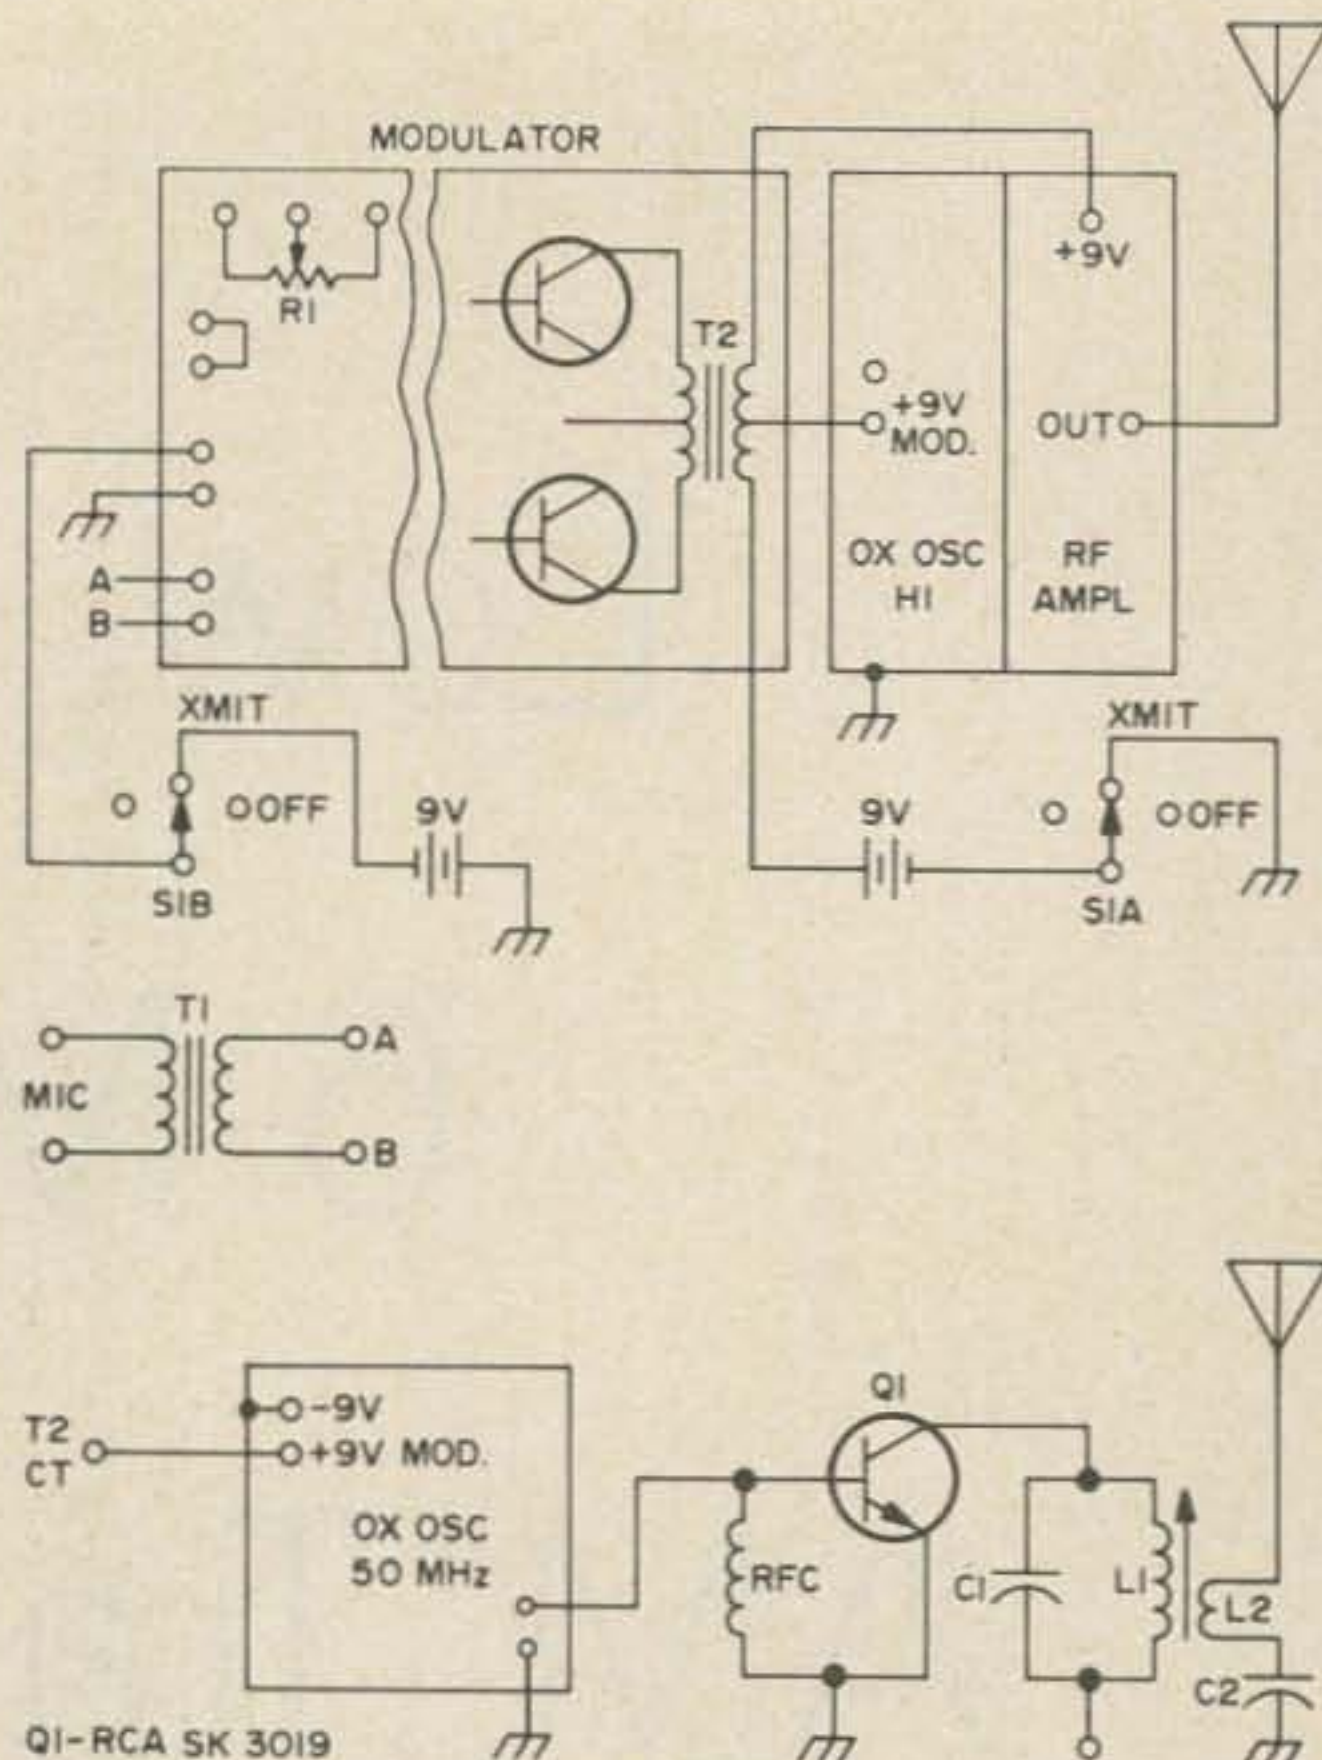 MODULATOR
R1
T2
+9V
+9V
MOD.
OUT
OX OSC
HI
RF
AMPL
A
B
XMIT
OFF
S1B
9V
9V
XMIT
OFF
S1A
T1
A
MIC
B
T2
CT
-9V
+9V MOD.
OX OSC
50 MHz
Q1
RFC
C1
L1
L2
C2
Q1-RCA SK 3019